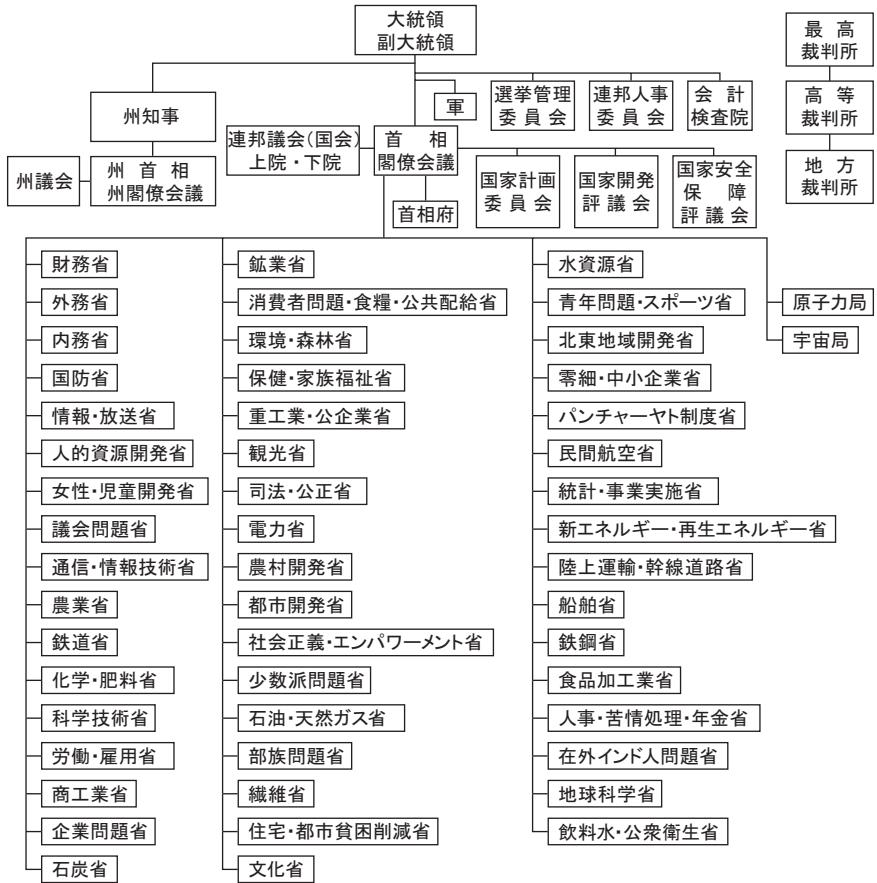 大統領
副大統領
最高
裁判所
高等
裁判所
地方
裁判所
州知事
軍
選挙管理
委員会
連邦人事
委員会
会計
検査院
連邦議会(国会)
上院・下院
首相
閣僚会議
州議会
州首相
州閣僚会議
首相府
国家計画
委員会
国家開発
評議会
国家安全
保障
評議会
財務省
外務省
内務省
国防省
情報・放送省
人的資源開発省
女性・児童開発省
議会問題省
通信・情報技術省
農業省
鉄道省
化学・肥料省
科学技術省
労働・雇用省
商工業省
企業問題省
石炭省
鉱業省
消費者問題・食糧・公共配給省
環境・森林省
保健・家族福祉省
重工業・公企業省
観光省
司法・公正省
電力省
農村開発省
都市開発省
社会正義・エンパワーメント省
少数派問題省
石油・天然ガス省
部族問題省
繊維省
住宅・都市貧困削減省
文化省
水資源省
青年問題・スポーツ省
北東地域開発省
零細・中小企業省
パンチャーヤト制度省
民間航空省
統計・事業実施省
新エネルギー・再生エネルギー省
陸上運輸・幹線道路省
船舶省
鉄鋼省
食品加工業省
人事・苦情処理・年金省
在外インド人問題省
地球科学省
飲料水・公衆衛生省
原子力局
宇宙局